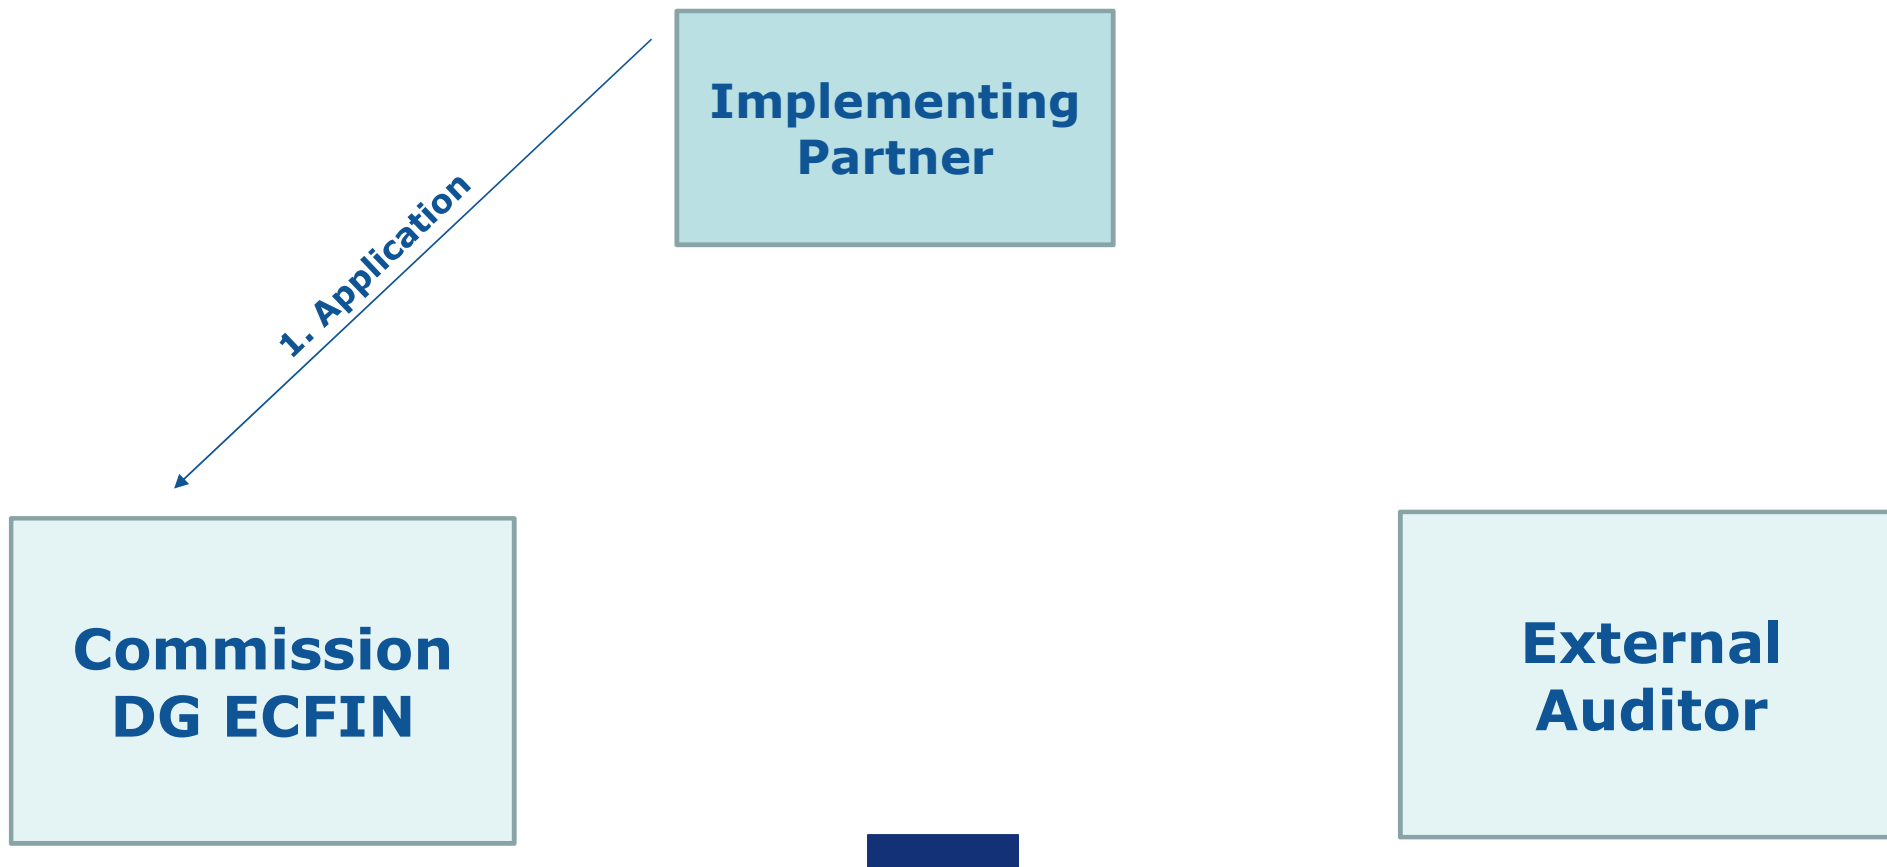 Implementing
Partner
1. Application
Commission
DG ECFIN
External
Auditor